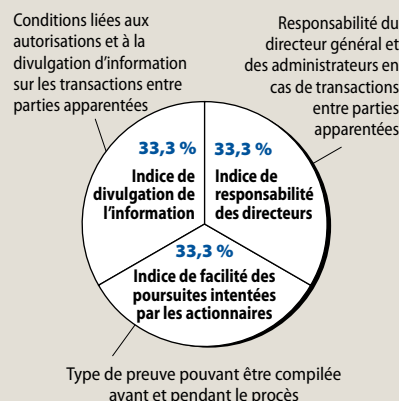 Conditions liées aux
autorisations et à la
divulgation d'information
sur les transactions entre
parties apparentées
Responsabilité du
directeur général et
des administrateurs en
cas de transactions
entre parties
apparentées
33,3 %
Indice de
divulgation de
l'information
33,3 %
Indice de
responsabilité
des directeurs
33,3 %
Indice de facilité des
poursuites intentées
par les actionnaires
Type de preuve pouvant être compilée
avant et pendant le procès